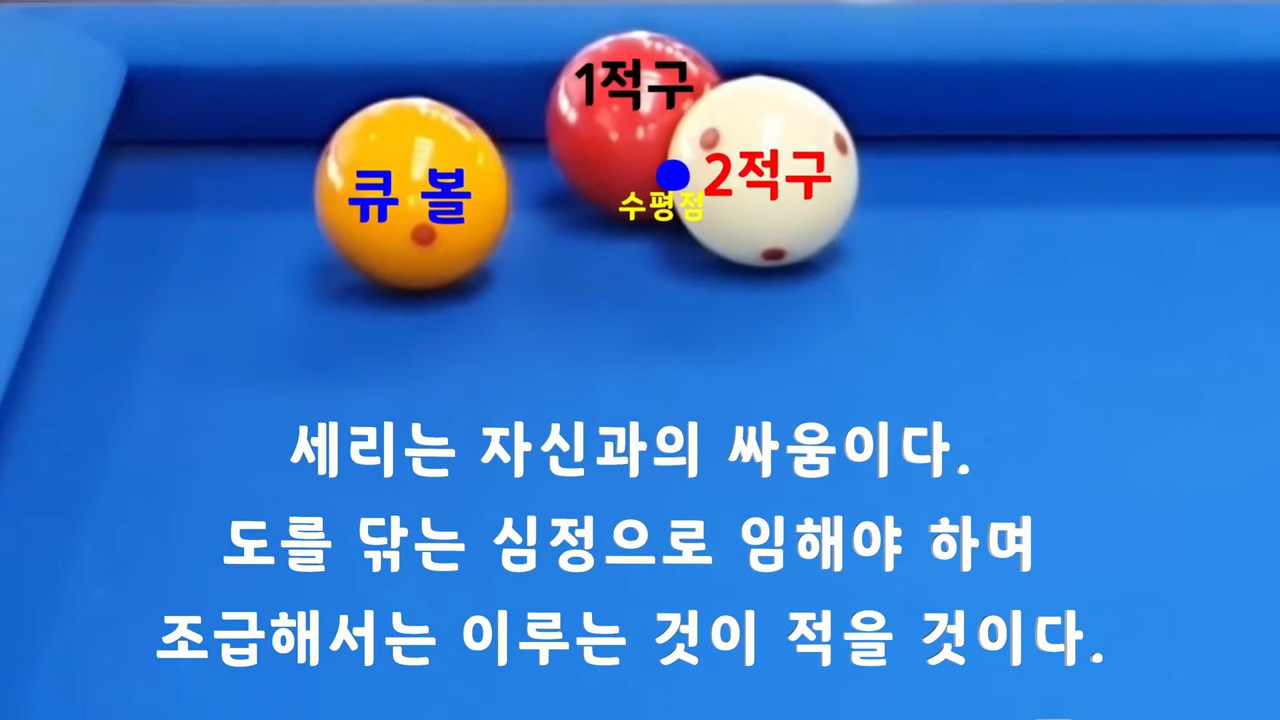 1적구
큐 볼
2적구
수평점
세리는 자신과의 싸움이다.
도를 닦는 심정으로 임해야 하며
조급해서는 이루는 것이 적을 것이다.